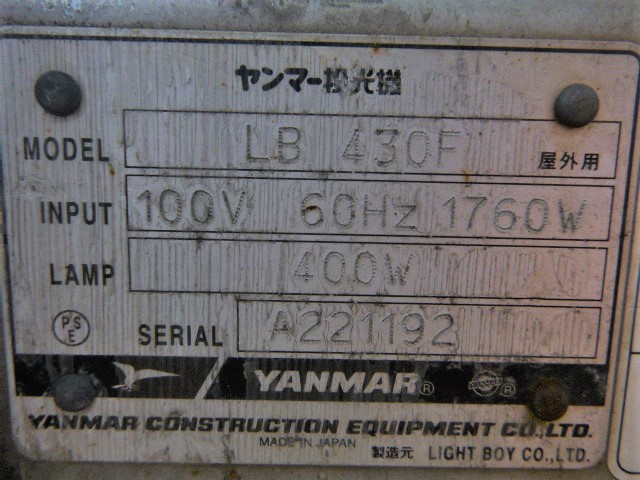 ヤンマー投光機
MODEL LB 430F 屋外用
INPUT 100V 60Hz 1760W
LAMP 400W
PSE SERIAL A221192
YANMAR® ®
YANMAR CONSTRUCTION EQUIPMENT CO.,LTD.
MADE IN JAPAN
製造元 LIGHT BOY CO.,LTD.